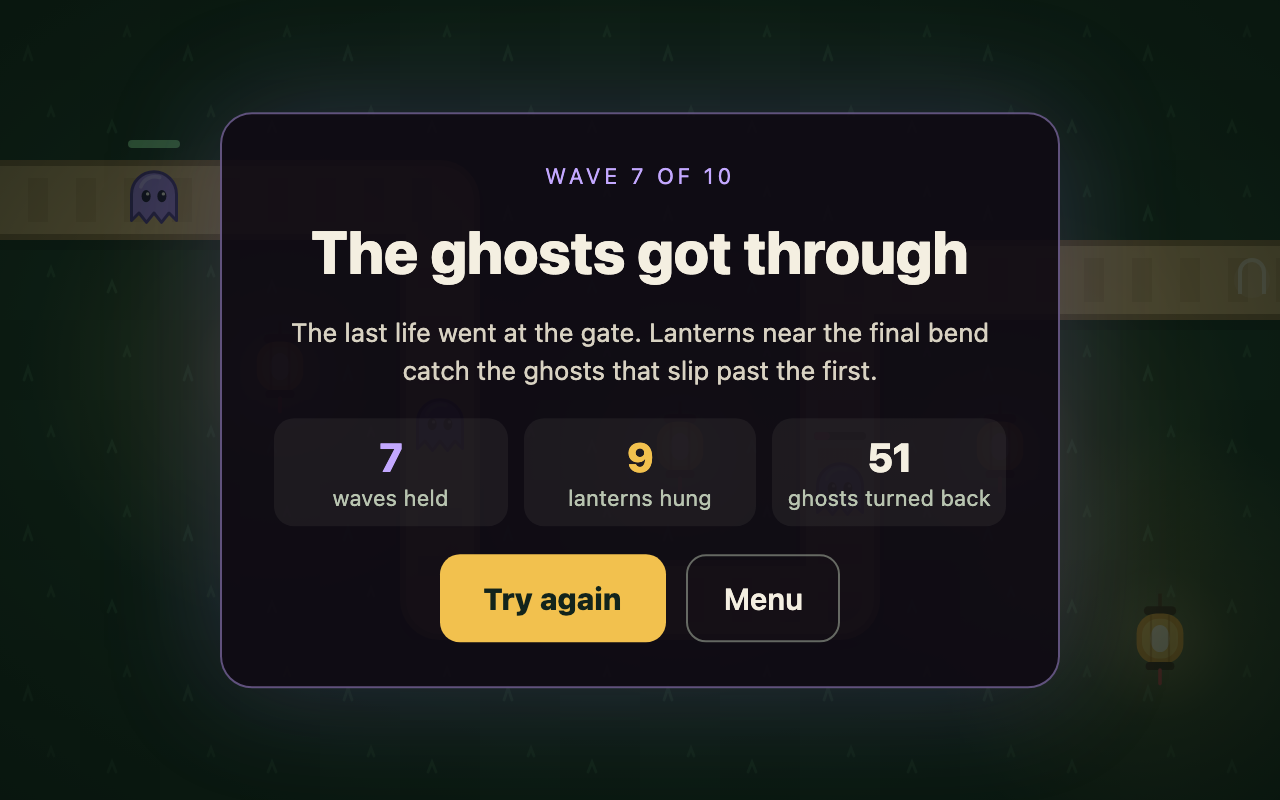 WAVE 7 OF 10
The ghosts got through
The last life went at the gate. Lanterns near the final bend
catch the ghosts that slip past the first.
7
waves held
9
lanterns hung
51
ghosts turned back
Try again
Menu